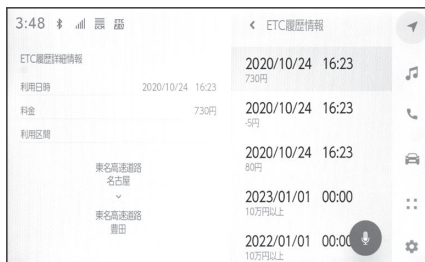 3:48
ETC履歴詳細情報
利用日時 2020/10/24 16:23
料金 730円
利用区間
東名高速道路
名古屋
東名高速道路
豊田
ETC履歴情報
2020/10/24 16:23
730円
2020/10/24 16:23
-5円
2020/10/24 16:23
80円
2023/01/01 00:00
10万円以上
2022/01/01 00:00
10万円以上